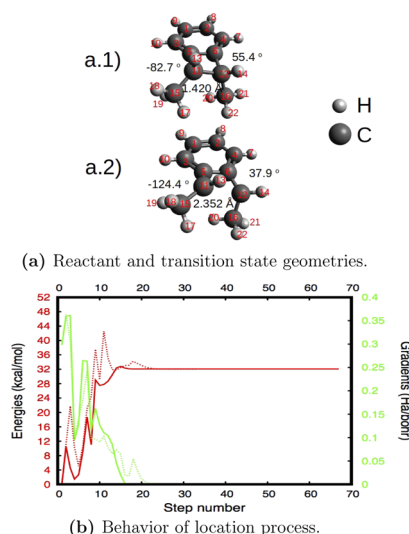 a.1)
-82.7 °
55.4 °
1.420 Å
H
C
a.2)
-124.4 °
37.9 °
2.352 Å
(a) Reactant and transition state geometries.
0 10 20 30 40 50 60 70
52
48
44
40
36
32
28
24
20
16
12
8
4
0
Energies (kcal/mol)
0.4
0.35
0.3
0.25
0.2
0.15
0.1
0.05
0
Gradients (Ha/bohr)
0 10 20 30 40 50 60 70
Step number
(b) Behavior of location process.